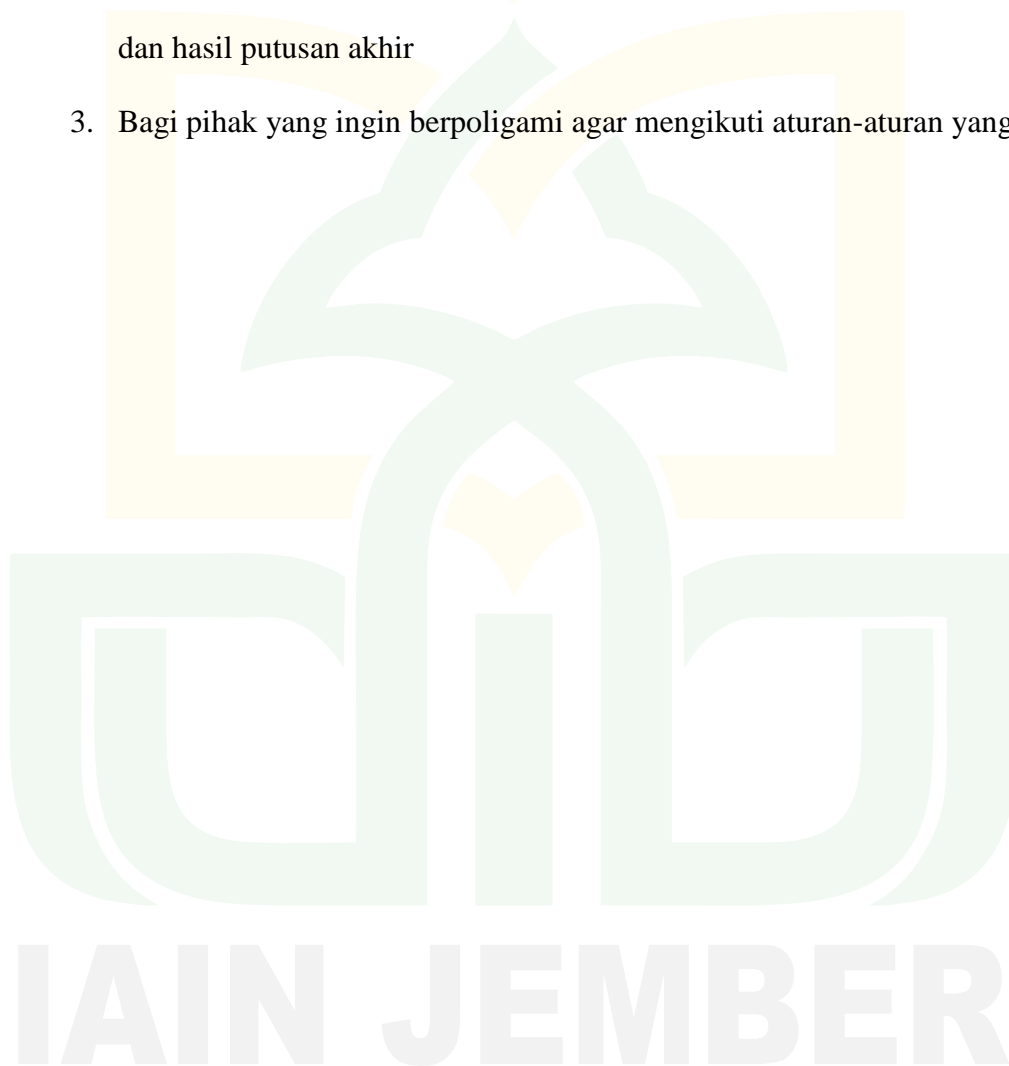 dan hasil putusan akhir
3. Bagi pihak yang ingin berpoligami agar mengikuti aturan-aturan yang
IAIN JEMBER